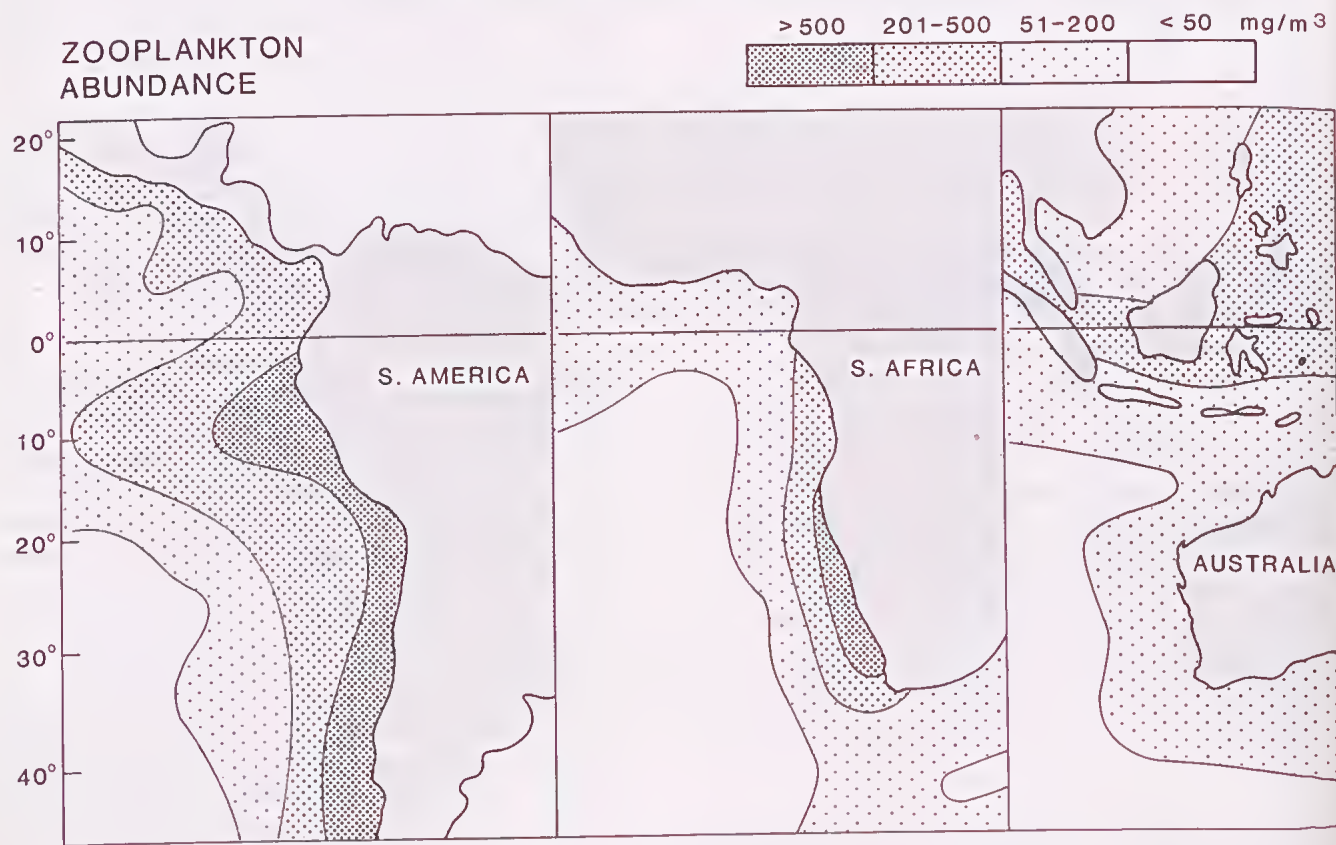 ZOOPLANKTON
ABUNDANCE
>500 201-500 51-200 <50 mg/m³
20°
10°
0°
10°
20°
30°
40°
S. AMERICA
S. AFRICA
AUSTRALIA